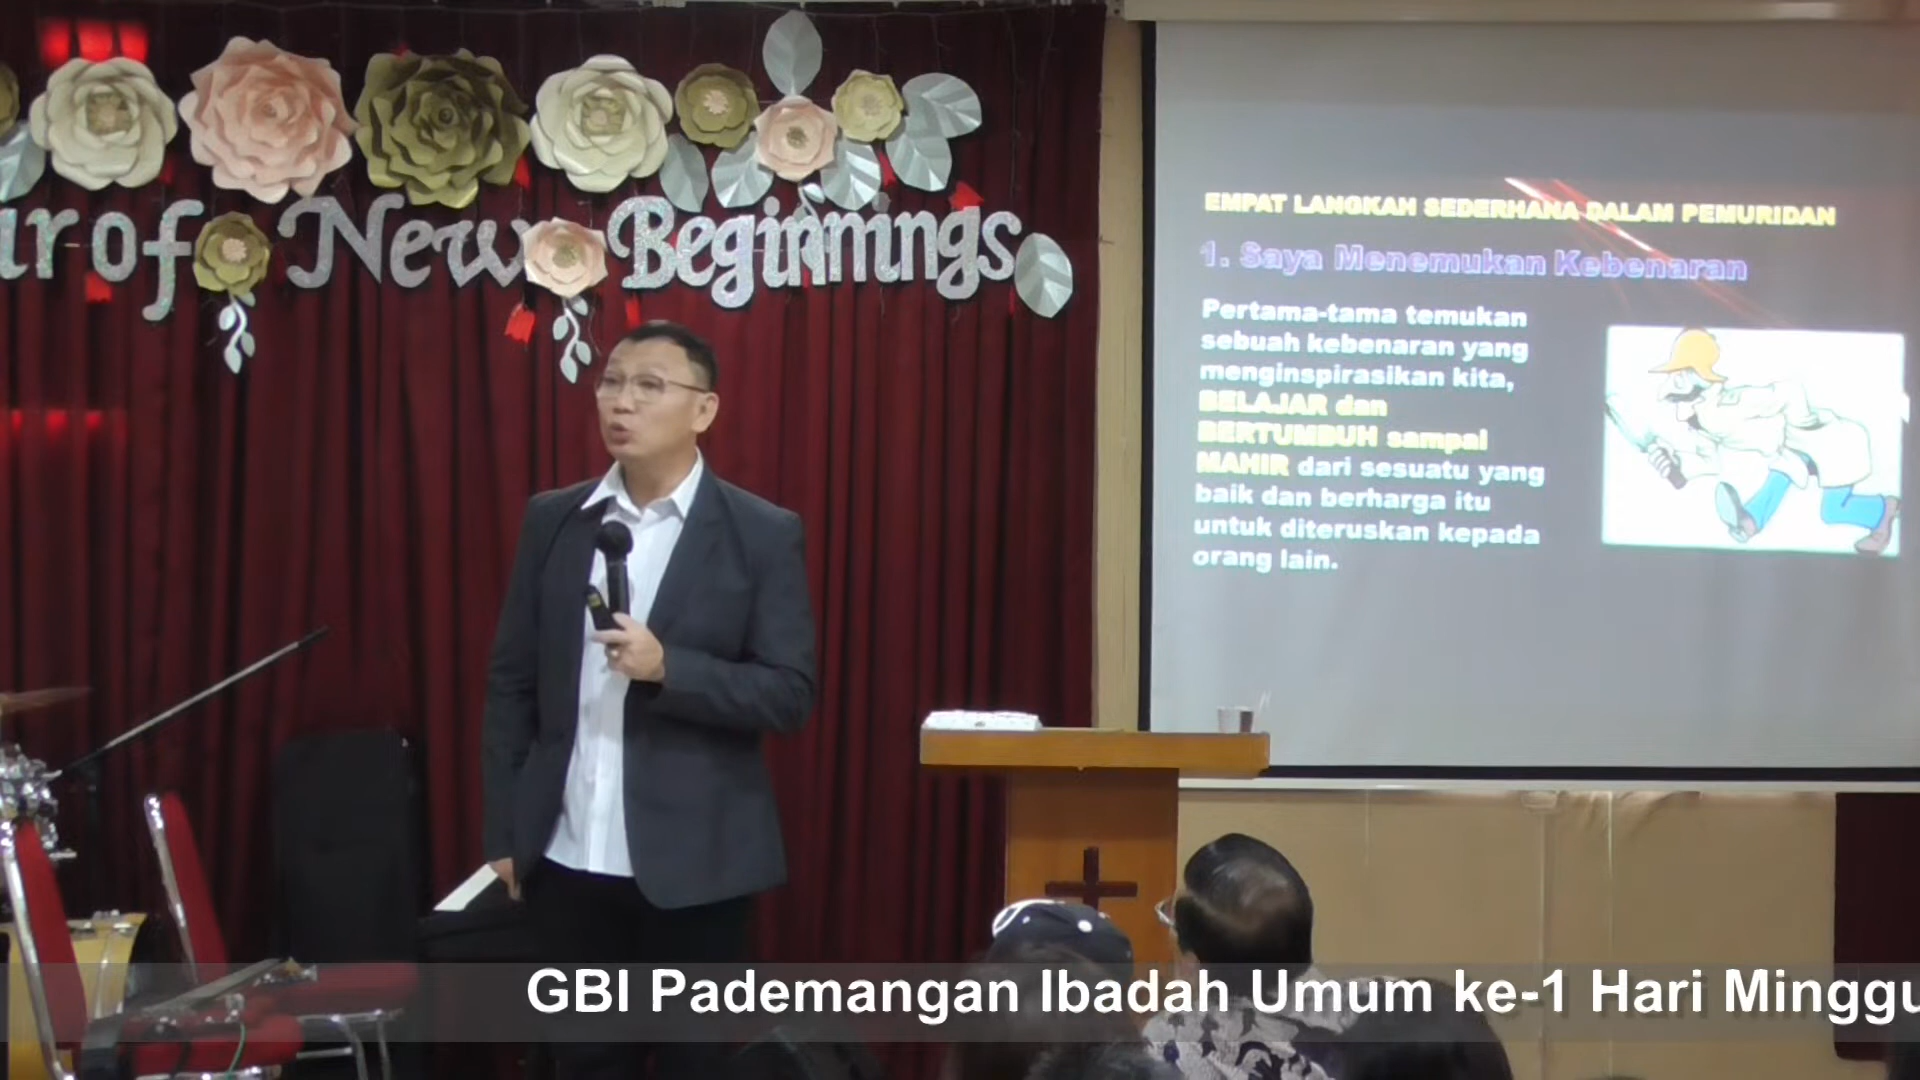 ar of New Beginnings
EMPAT LANGKAH SEDERHANA DALAM PEMURIDAN
1. Saya Menemukan Kebenaran
Pertama-tama temukan
sebuah kebenaran yang
menginspirasikan kita,
BELAJAR dan
BERTUMBUH sampai
MAHIR dari sesuatu yang
baik dan berharga itu
untuk diteruskan kepada
orang lain.
GBI Pademangan Ibadah Umum ke-1 Hari Minggu